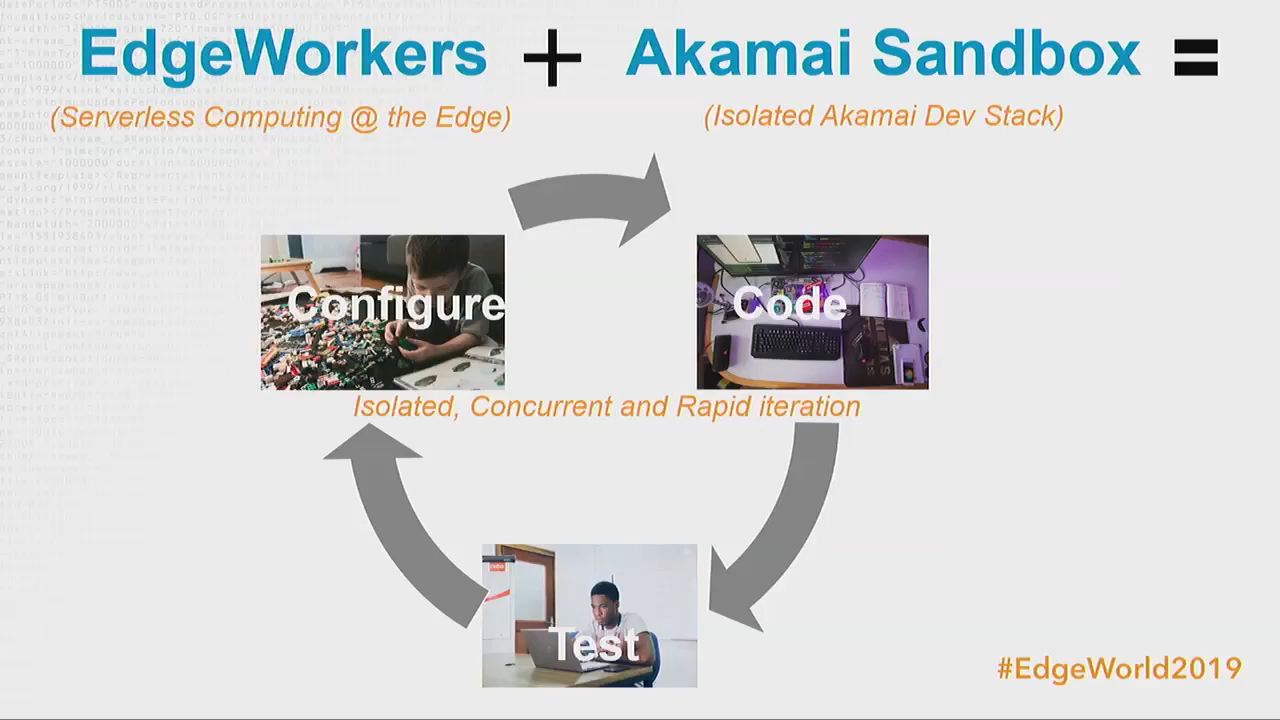 EdgeWorkers + Akamai Sandbox =
(Serverless Computing @ the Edge)
(Isolated Akamai Dev Stack)
Configure
Code
Isolated, Concurrent and Rapid iteration
Test
#EdgeWorld2019